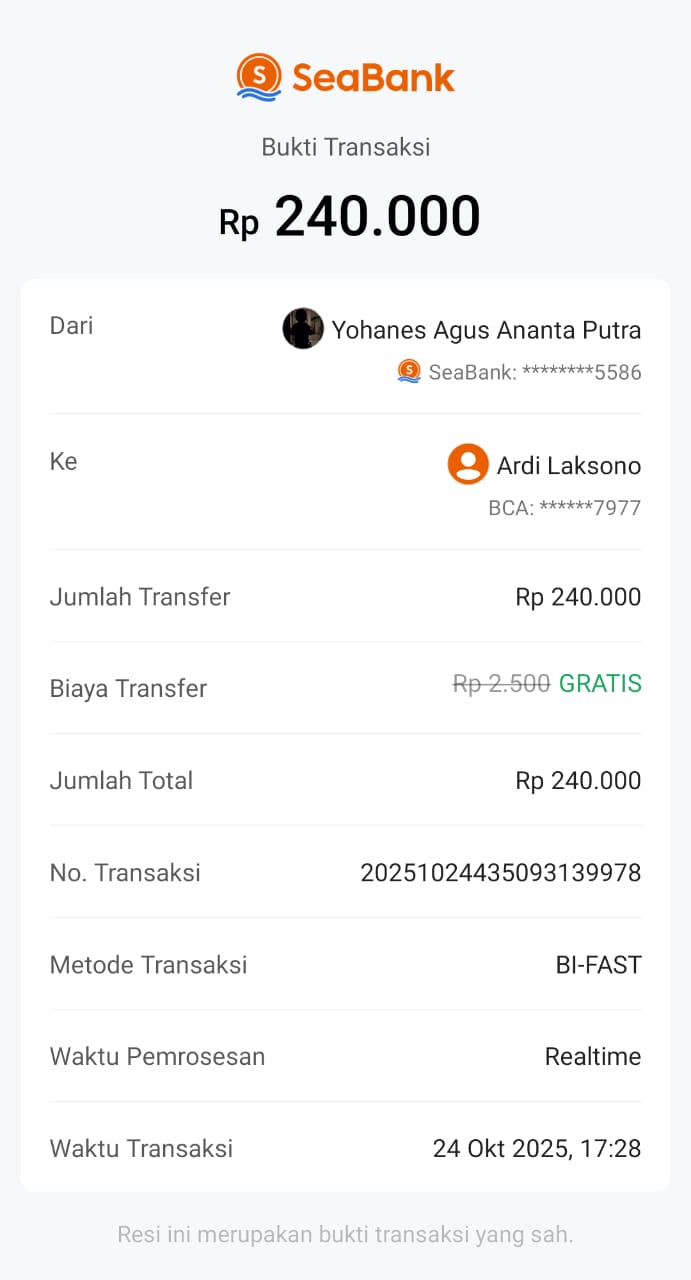 SeaBank
Bukti Transaksi
Rp 240.000
Dari
Yohanes Agus Ananta Putra
SeaBank: ********5586
Ke
Ardi Laksono
BCA: ******7977
Jumlah Transfer
Rp 240.000
Biaya Transfer
Rp 2.500 GRATIS
Jumlah Total
Rp 240.000
No. Transaksi
20251024435093139978
Metode Transaksi
BI-FAST
Waktu Pemrosesan
Realtime
Waktu Transaksi
24 Okt 2025, 17:28
Resi ini merupakan bukti transaksi yang sah.